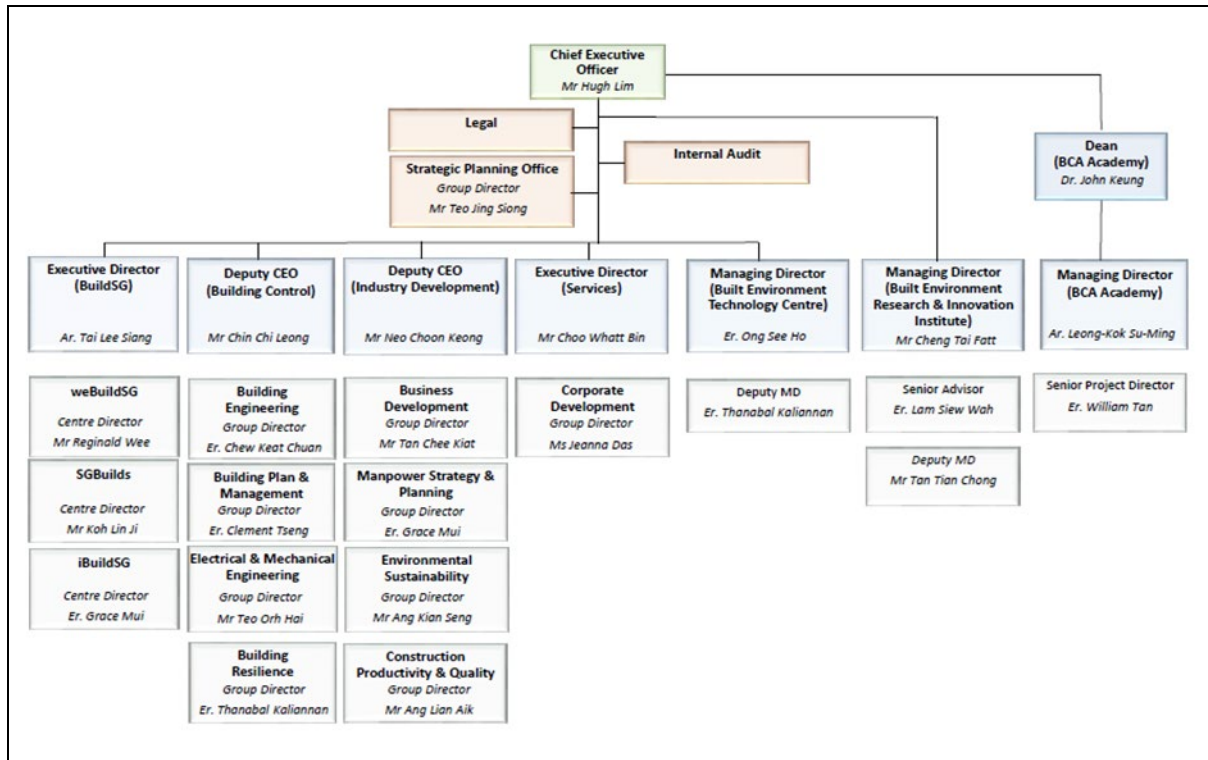 Chief Executive
Officer
Mr Hugh Lim
Legal
Strategic Planning Office
Group Director
Mr Teo Jing Siong
Internal Audit
Dean
(BCA Academy)
Dr. John Keung
Executive Director
(BuildSG)
Ar. Tai Lee Siang
Deputy CEO
(Building Control)
Mr Chin Chi Leong
Deputy CEO
(Industry Development)
Mr Neo Choon Keong
Executive Director
(Services)
Mr Choo Whatt Bin
Managing Director
(Built Environment
Technology Centre)
Er. Ong See Ho
Managing Director
(Built Environment
Research & Innovation
Institute)
Mr Cheng Tai Fatt
Managing Director
(BCA Academy)
Ar. Leong-Kok Su-Ming
weBuildSG
Centre Director
Mr Reginald Wee
SGBuilds
Centre Director
Mr Koh Lin Ji
iBuildSG
Centre Director
Er. Grace Mui
Building
Engineering
Group Director
Er. Chew Keat Chuan
Building Plan &
Management
Group Director
Er. Clement Tseng
Electrical & Mechanical
Engineering
Group Director
Mr Teo Orh Hai
Building
Resilience
Group Director
Er. Thanabal Kaliannan
Business
Development
Group Director
Mr Tan Chee Kiat
Manpower Strategy &
Planning
Group Director
Er. Grace Mui
Environmental
Sustainability
Group Director
Mr Ang Kian Seng
Construction
Productivity & Quality
Group Director
Mr Ang Lian Aik
Corporate
Development
Group Director
Ms Jeanna Das
Deputy MD
Er. Thanabal Kaliannan
Senior Advisor
Er. Lam Siew Wah
Deputy MD
Mr Tan Tian Chong
Senior Project Director
Er. William Tan